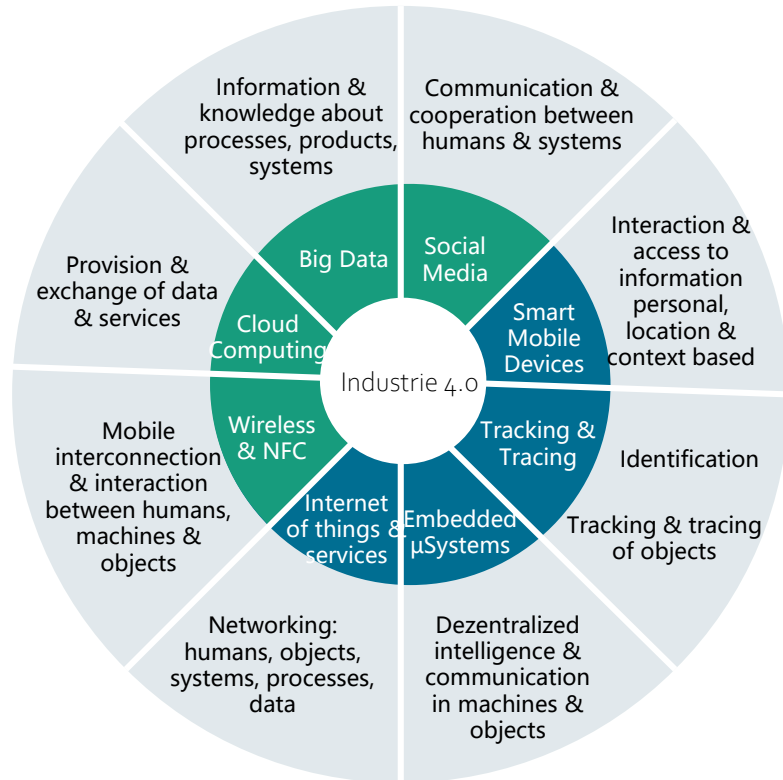 Information &
knowledge about
processes, products,
systems
Communication &
cooperation between
humans & systems
Interaction &
access to
information
personal,
location &
context based
Identification
Tracking & tracing
of objects
Dezentralized
intelligence &
communication
in machines &
objects
Networking:
humans, objects,
systems, processes,
data
Mobile
interconnection
& interaction
between humans,
machines &
objects
Provision &
exchange of data
& services
Big Data
Social
Media
Smart
Mobile
Devices
Tracking &
Tracing
Embedded
µSystems
Internet
of things &
services
Wireless
& NFC
Cloud
Computing
Industrie 4.0